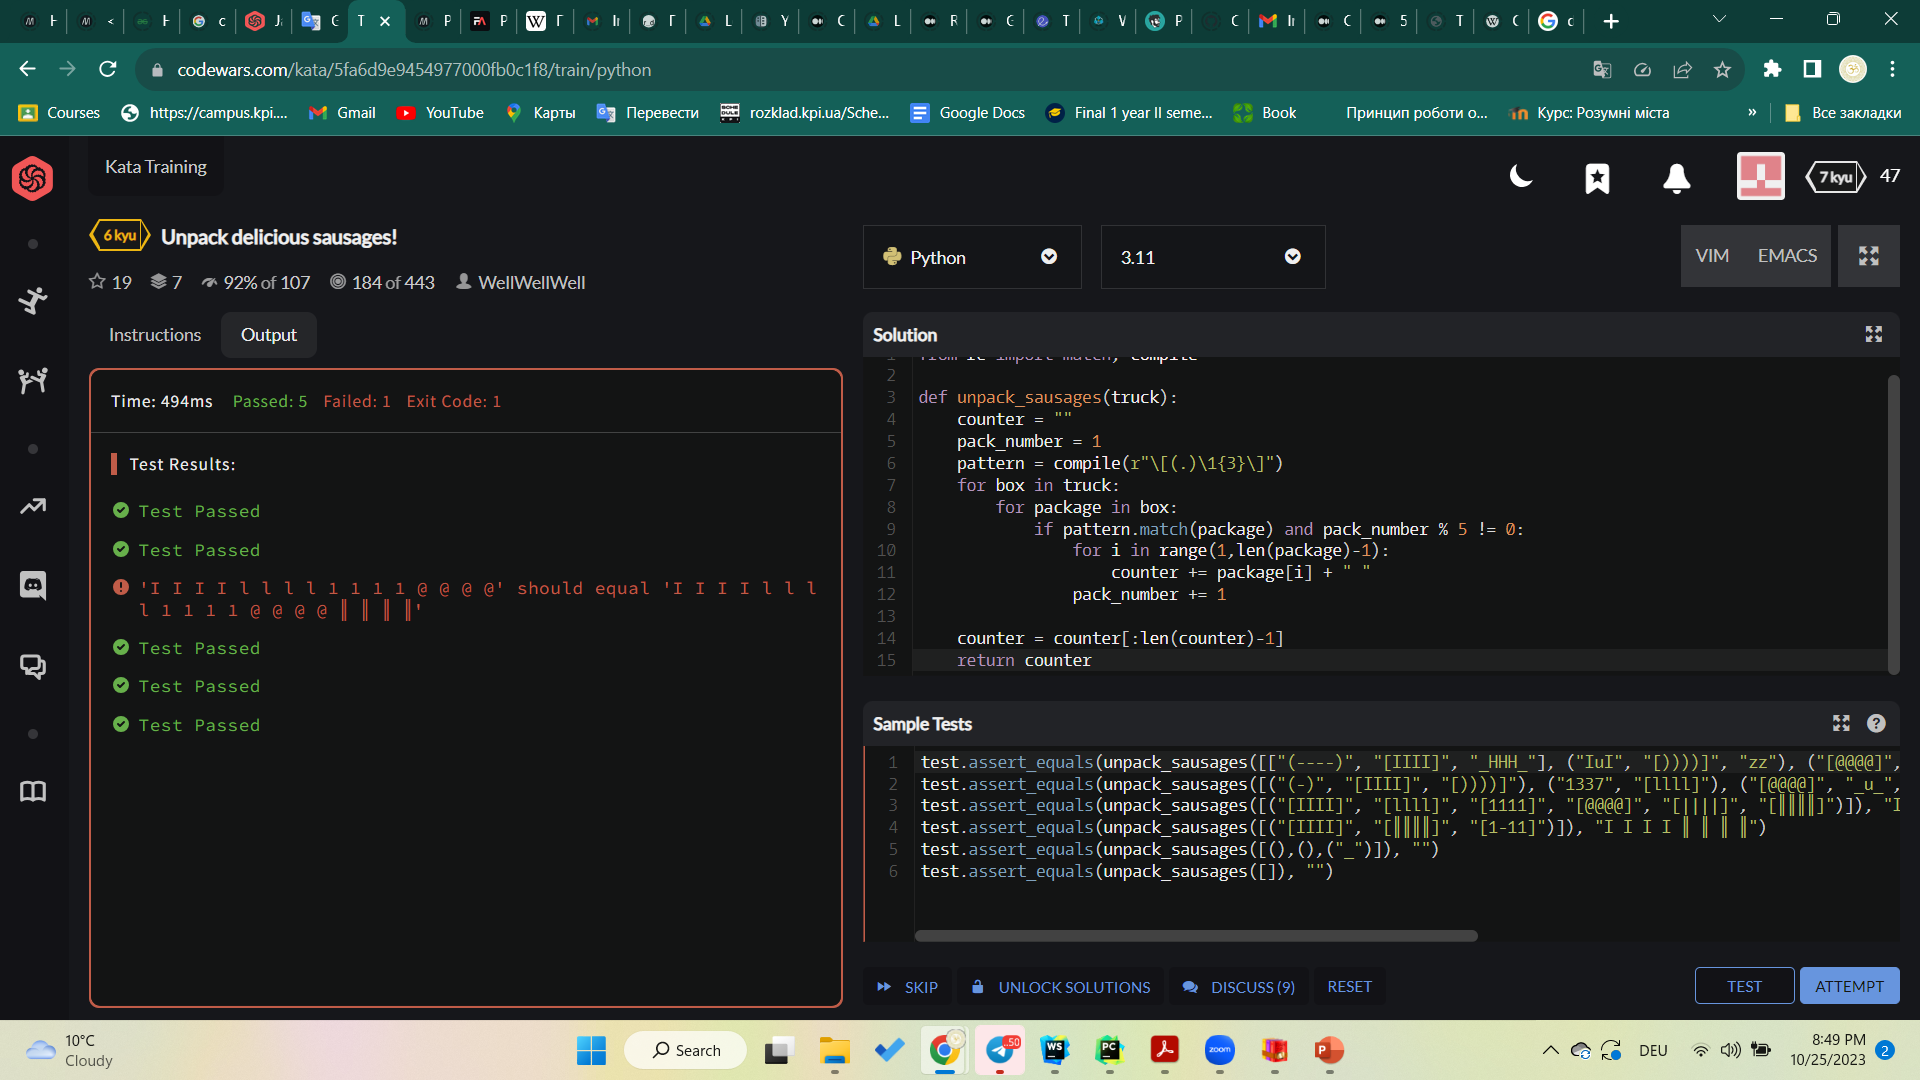 codewars.com/kata/5fa6d9e9454977000fb0c1f8/train/python
Courses
https://campus.kpi....
Gmail
YouTube
Карты
Перевести
rozklad.kpi.ua/Sche...
Google Docs
Final 1 year II seme...
Book
Принцип роботи о...
Курс: Розумні міста
»
Все закладки
Kata Training
7 kyu
47
6 kyu
Unpack delicious sausages!
19
7
92% of 107
184 of 443
WellWellWell
Python
3.11
VIM
EMACS
Instructions
Output
Time: 494ms Passed: 5 Failed: 1 Exit Code: 1
Test Results:
Test Passed
Test Passed
'I I I I l l l l 1 1 1 1 @ @ @ @' should equal 'I I I I l l l
l 1 1 1 1 @ @ @ @ ║ ║ ║ ║'
Test Passed
Test Passed
Test Passed
Solution
2
3 def unpack_sausages(truck):
4 counter = ""
5 pack_number = 1
6 pattern = compile(r"\[(.)\1{3}\]")
7 for box in truck:
8 for package in box:
9 if pattern.match(package) and pack_number % 5 != 0:
10 for i in range(1,len(package)-1):
11 counter += package[i] + " "
12 pack_number += 1
13
14 counter = counter[:len(counter)-1]
15 return counter
Sample Tests
1 test.assert_equals(unpack_sausages([["(----)", "[IIII]", "_HHH_"], ("IuI", "[))))]", "zz"), ("[@@@@]",
2 test.assert_equals(unpack_sausages([("(-)", "[IIII]", "[))))]"), ("1337", "[llll]"), ("[@@@@]", "_u_",
3 test.assert_equals(unpack_sausages([("[IIII]", "[llll]", "[1111]", "[@@@@]", "[||||]", "[║║║║]")]), "I
4 test.assert_equals(unpack_sausages([("[IIII]", "[║║║║]", "[1-11]")]), "I I I I ║ ║ ║ ║")
5 test.assert_equals(unpack_sausages([(),(),("_")]), "")
6 test.assert_equals(unpack_sausages([]), "")
SKIP
UNLOCK SOLUTIONS
DISCUSS (9)
RESET
TEST
ATTEMPT
10°C
Cloudy
Search
DEU
8:49 PM
10/25/2023
2